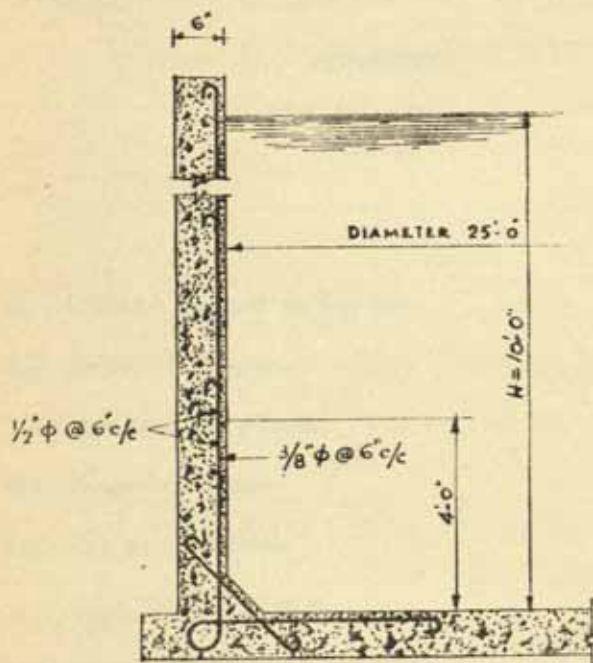 6"
DIAMETER 25'-0"
H=10'-0"
1/2" φ @ 6" c/c
3/8" φ @ 6" c/c
4'-0"